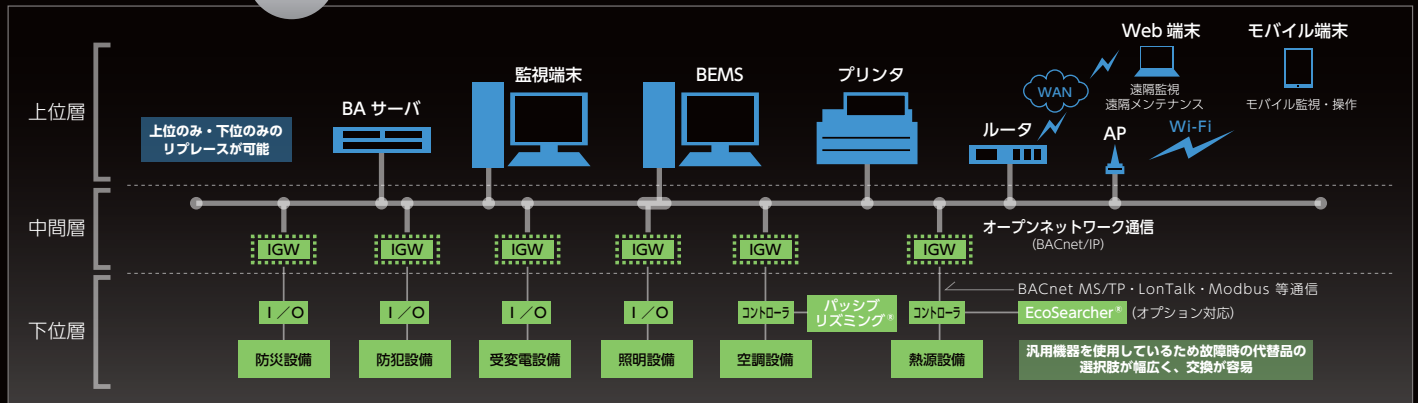 上位層
上位のみ・下位のみの
リプレースが可能
BA サーバ
監視端末
BEMS
プリンタ
ルータ
WAN
Web 端末
遠隔監視
遠隔メンテナンス
AP
Wi-Fi
モバイル端末
モバイル監視・操作
中間層
IGW
IGW
IGW
IGW
IGW
IGW
オープンネットワーク通信
(BACnet/IP)
下位層
BACnet MS/TP・LonTalk・Modbus 等通信
I/O
I/O
I/O
I/O
コントローラ
パッシブ
リズミング®
コントローラ
EcoSearcher® (オプション対応)
防災設備
防犯設備
受変電設備
照明設備
空調設備
熱源設備
汎用機器を使用しているため故障時の代替品の
選択肢が幅広く、交換が容易